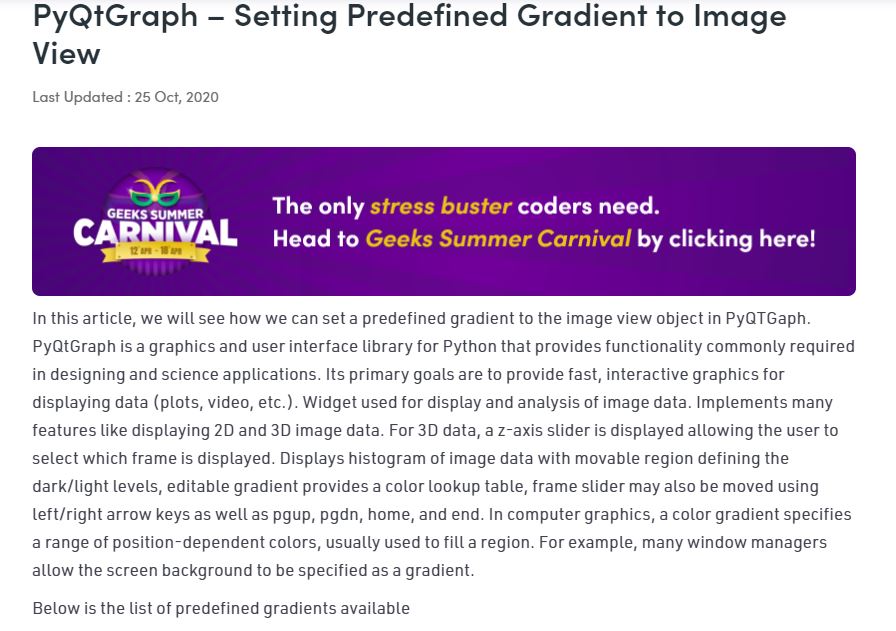 PyQtGraph – Setting Predefined Gradient to Image
View
Last Updated : 25 Oct, 2020
GEEKS SUMMER
CARNIVAL
12 APR - 18 APR
The only stress buster coders need.
Head to Geeks Summer Carnival by clicking here!
In this article, we will see how we can set a predefined gradient to the image view object in PyQTGaph.
PyQtGraph is a graphics and user interface library for Python that provides functionality commonly required
in designing and science applications. Its primary goals are to provide fast, interactive graphics for
displaying data (plots, video, etc.). Widget used for display and analysis of image data. Implements many
features like displaying 2D and 3D image data. For 3D data, a z-axis slider is displayed allowing the user to
select which frame is displayed. Displays histogram of image data with movable region defining the
dark/light levels, editable gradient provides a color lookup table, frame slider may also be moved using
left/right arrow keys as well as pgup, pgdn, home, and end. In computer graphics, a color gradient specifies
a range of position-dependent colors, usually used to fill a region. For example, many window managers
allow the screen background to be specified as a gradient.
Below is the list of predefined gradients available